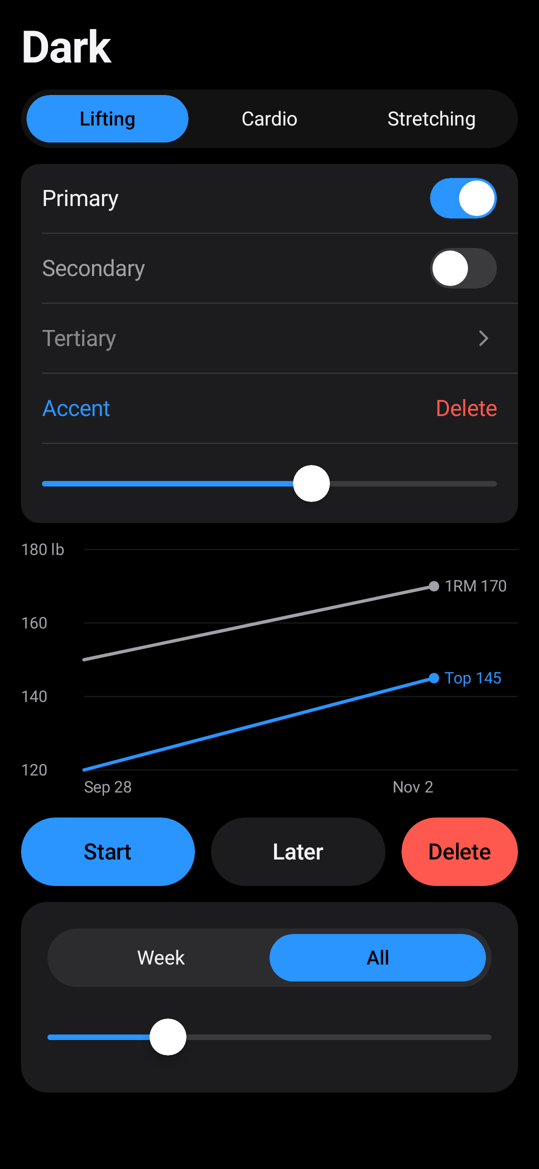 Dark
Lifting Cardio Stretching
Primary
Secondary
Tertiary
Accent Delete
180 lb
1RM 170
160
Top 145
140
120
Sep 28 Nov 2
Start Later Delete
Week All